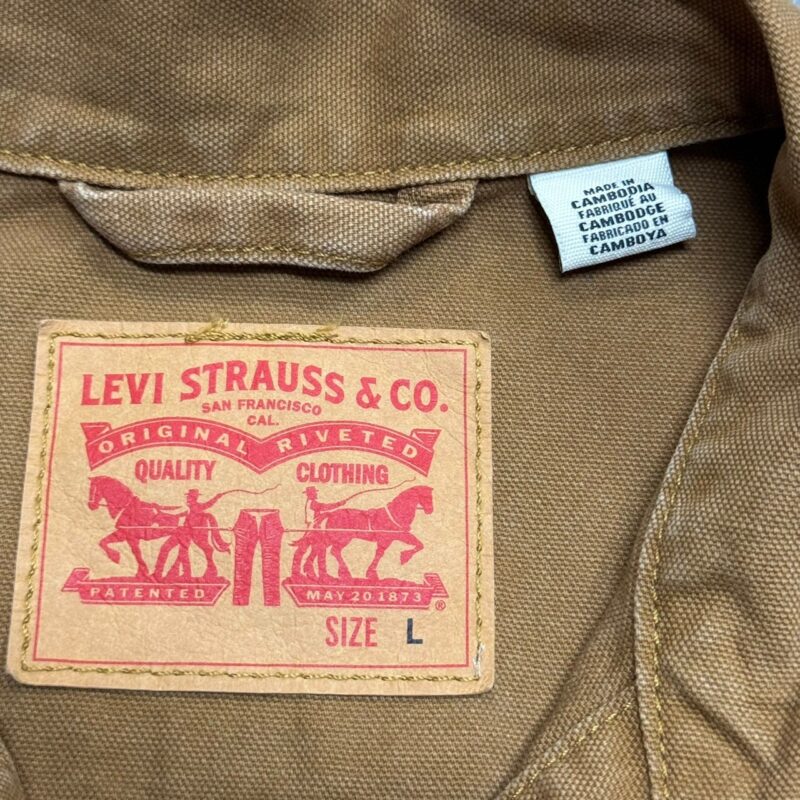 MADE IN
CAMBODIA
FABRIQUÉ AU
CAMBODGE
FABRICADO EN
CAMBOYA
LEVI STRAUSS & CO.
SAN FRANCISCO
CAL.
ORIGINAL RIVETED
QUALITY CLOTHING
PATENTED MAY 20 1873 ®
SIZE L